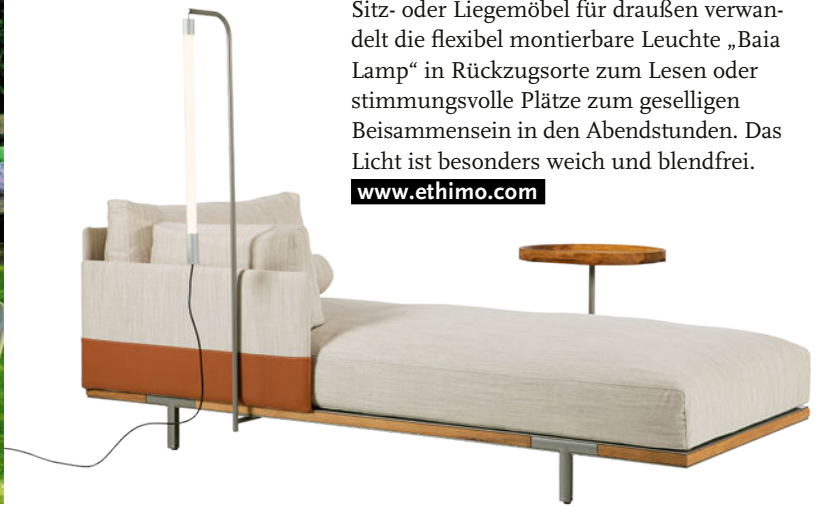 Sitz- oder Liegemöbel für draußen verwan-
delt die flexibel montierbare Leuchte „Baia
Lamp“ in Rückzugsorte zum Lesen oder
stimmungsvolle Plätze zum geselligen
Beisammensein in den Abendstunden. Das
Licht ist besonders weich und blendfrei.
www.ethimo.com